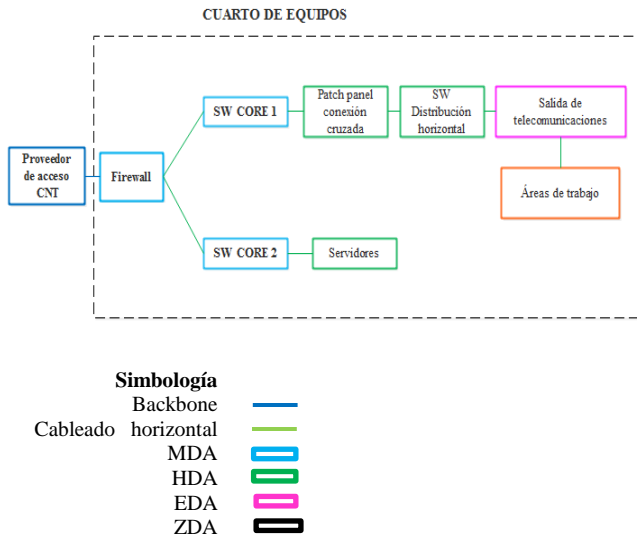 CUARTO DE EQUIPOS
SW CORE 1
Patch panel
conexión
cruzada
SW
Distribución
horizontal
Salida de
telecomunicaciones
Proveedor
de acceso
CNT
Firewall
Áreas de trabajo
SW CORE 2
Servidores
Simbología
Backbone
Cableado horizontal
MDA
HDA
EDA
ZDA